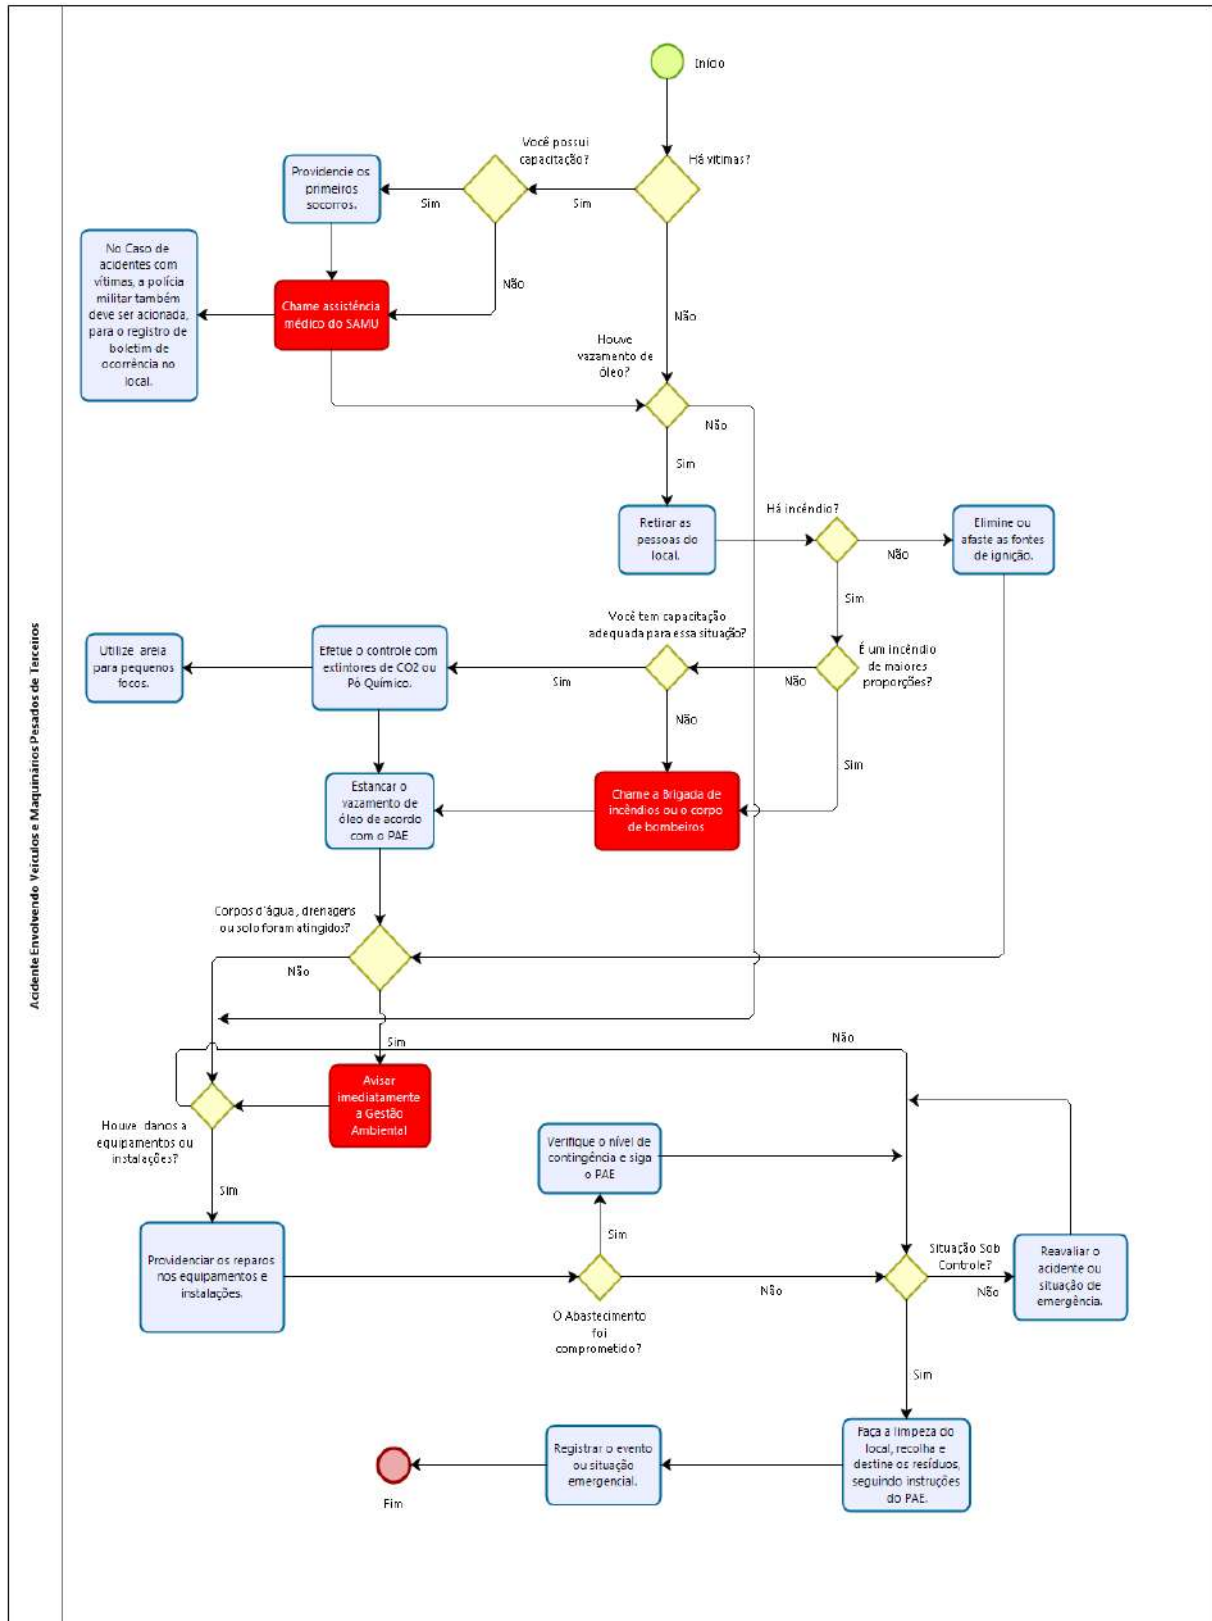 Acidente Envolvendo Veículos e Maquinários Pesados de Terceiros
Início
Há vítimas?
Sim
Não
Você possui
capacitação?
Sim
Não
Providencie os
primeiros
socorros.
Chame assistência
médico do SAMU
No Caso de
acidentes com
vítimas, a polícia
militar também
deve ser acionada,
para o registro de
boletim de
ocorrência no
local.
Houve
vazamento de
óleo?
Não
Sim
Retirar as
pessoas do
local.
Há incêndio?
Não
Sim
Elimine ou
afaste as fontes
de ignição.
É um incêndio
de maiores
proporções?
Não
Sim
Você tem capacitação
adequada para essa situação?
Sim
Não
Efetue o controle com
extintores de CO2 ou
Pó Químico.
Utilize areia
para pequenos
focos.
Chame a Brigada de
incêndios ou o corpo
de bombeiros
Estancar o
vazamento de
óleo de acordo
com o PAE
Corpos d'água, drenagens
ou solo foram atingidos?
Não
Sim
Avisar
imediatamente
a Gestão
Ambiental
Houve danos a
equipamentos ou
instalações?
Não
Sim
Providenciar os reparos
nos equipamentos e
instalações.
O Abastecimento
foi
comprometido?
Sim
Não
Verifique o nível de
contingência e siga
o PAE
Situação Sob
Controle?
Não
Sim
Reavaliar o
acidente ou
situação de
emergência.
Faça a limpeza do
local, recolha e
destine os resíduos,
seguindo instruções
do PAE.
Registrar o evento
ou situação
emergencial.
Fim